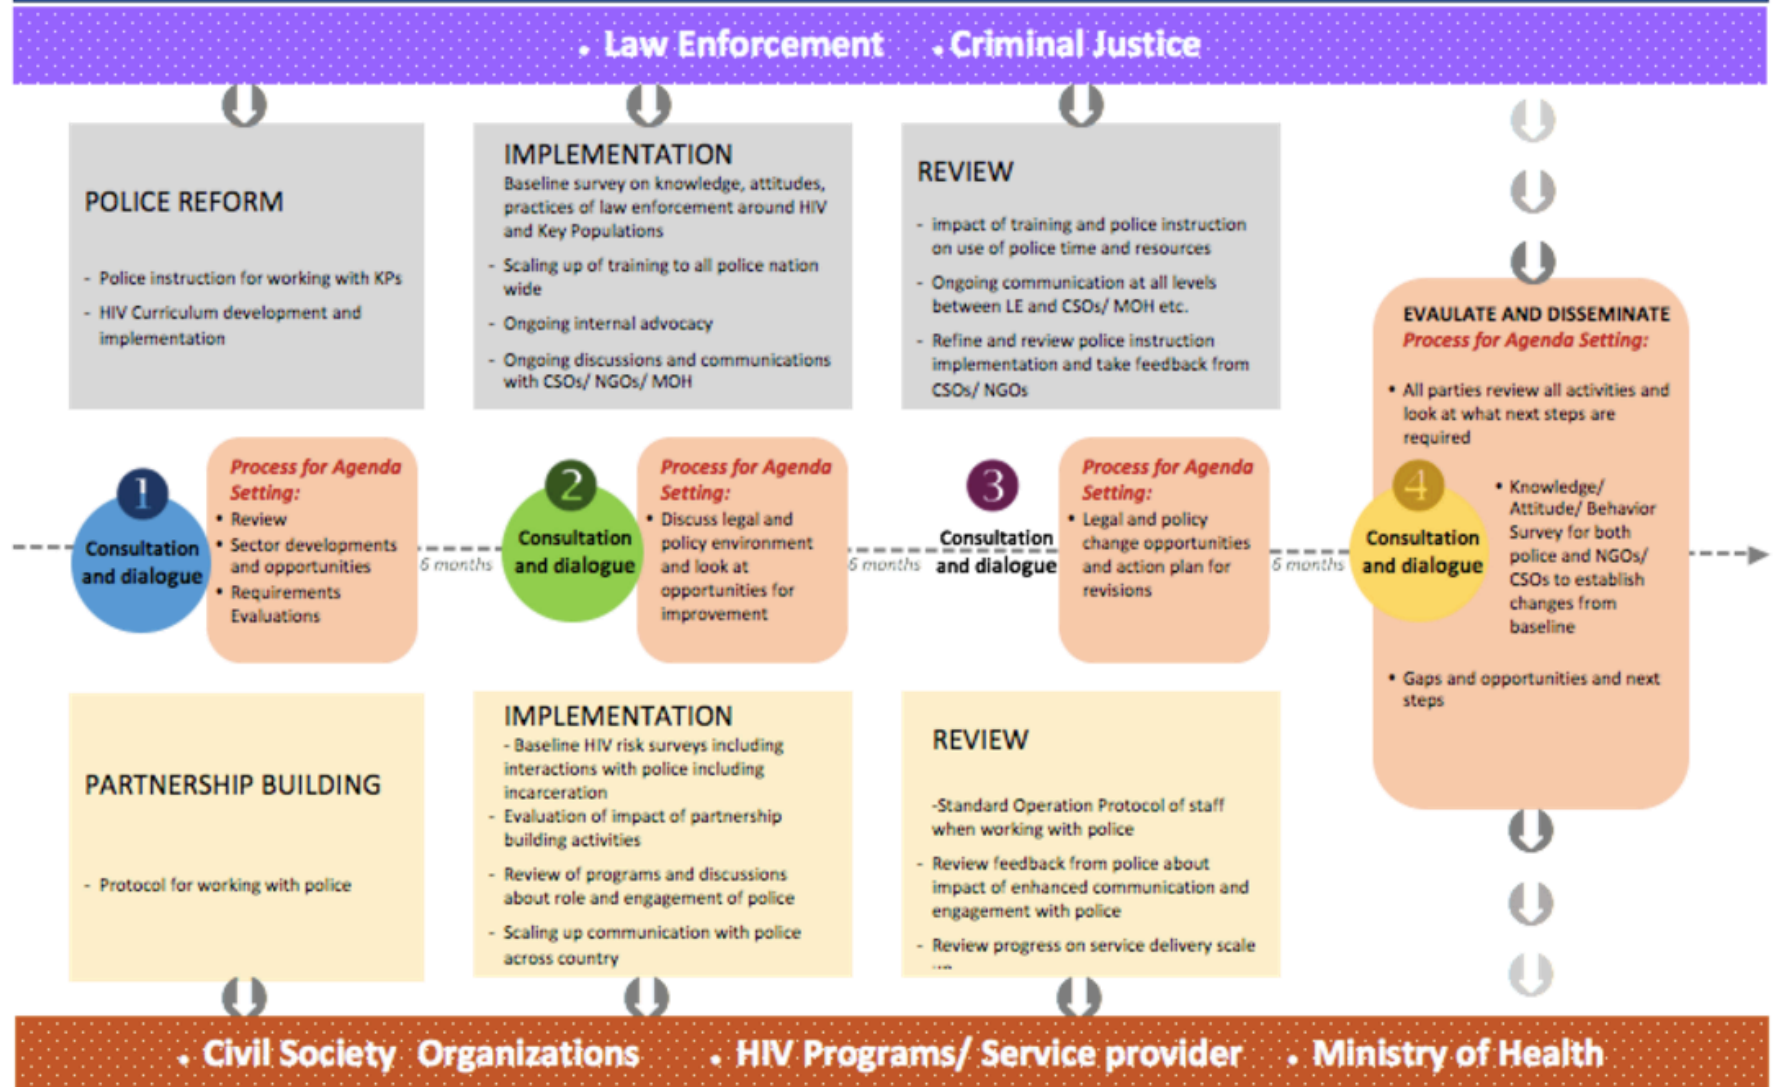 • Law Enforcement • Criminal Justice
POLICE REFORM
- Police instruction for working with KPs
- HIV Curriculum development and
implementation
IMPLEMENTATION
Baseline survey on knowledge, attitudes,
practices of law enforcement around HIV
and Key Populations
- Scaling up of training to all police nation
wide
- Ongoing internal advocacy
- Ongoing discussions and communications
with CSOs/ NGOs/ MOH
REVIEW
- impact of training and police instruction
on use of police time and resources
- Ongoing communication at all levels
between LE and CSOs/ MOH etc.
- Refine and review police instruction
implementation and take feedback from
CSOs/ NGOs
1
Consultation
and dialogue
Process for Agenda
Setting:
• Review
• Sector developments
and opportunities
• Requirements
Evaluations
6 months
2
Consultation
and dialogue
Process for Agenda
Setting:
• Discuss legal and
policy environment
and look at
opportunities for
improvement
6 months
3
Consultation
and dialogue
Process for Agenda
Setting:
• Legal and policy
change opportunities
and action plan for
revisions
6 months
4
Consultation
and dialogue
EVAULATE AND DISSEMINATE
Process for Agenda Setting:
• All parties review all activities and
look at what next steps are
required
• Knowledge/
Attitude/ Behavior
Survey for both
police and NGOs/
CSOs to establish
changes from
baseline
• Gaps and opportunities and next
steps
PARTNERSHIP BUILDING
- Protocol for working with police
IMPLEMENTATION
- Baseline HIV risk surveys including
interactions with police including
incarceration
- Evaluation of impact of partnership
building activities
- Review of programs and discussions
about role and engagement of police
- Scaling up communication with police
across country
REVIEW
-Standard Operation Protocol of staff
when working with police
- Review feedback from police about
impact of enhanced communication and
engagement with police
- Review progress on service delivery scale
• Civil Society Organizations • HIV Programs/ Service provider • Ministry of Health